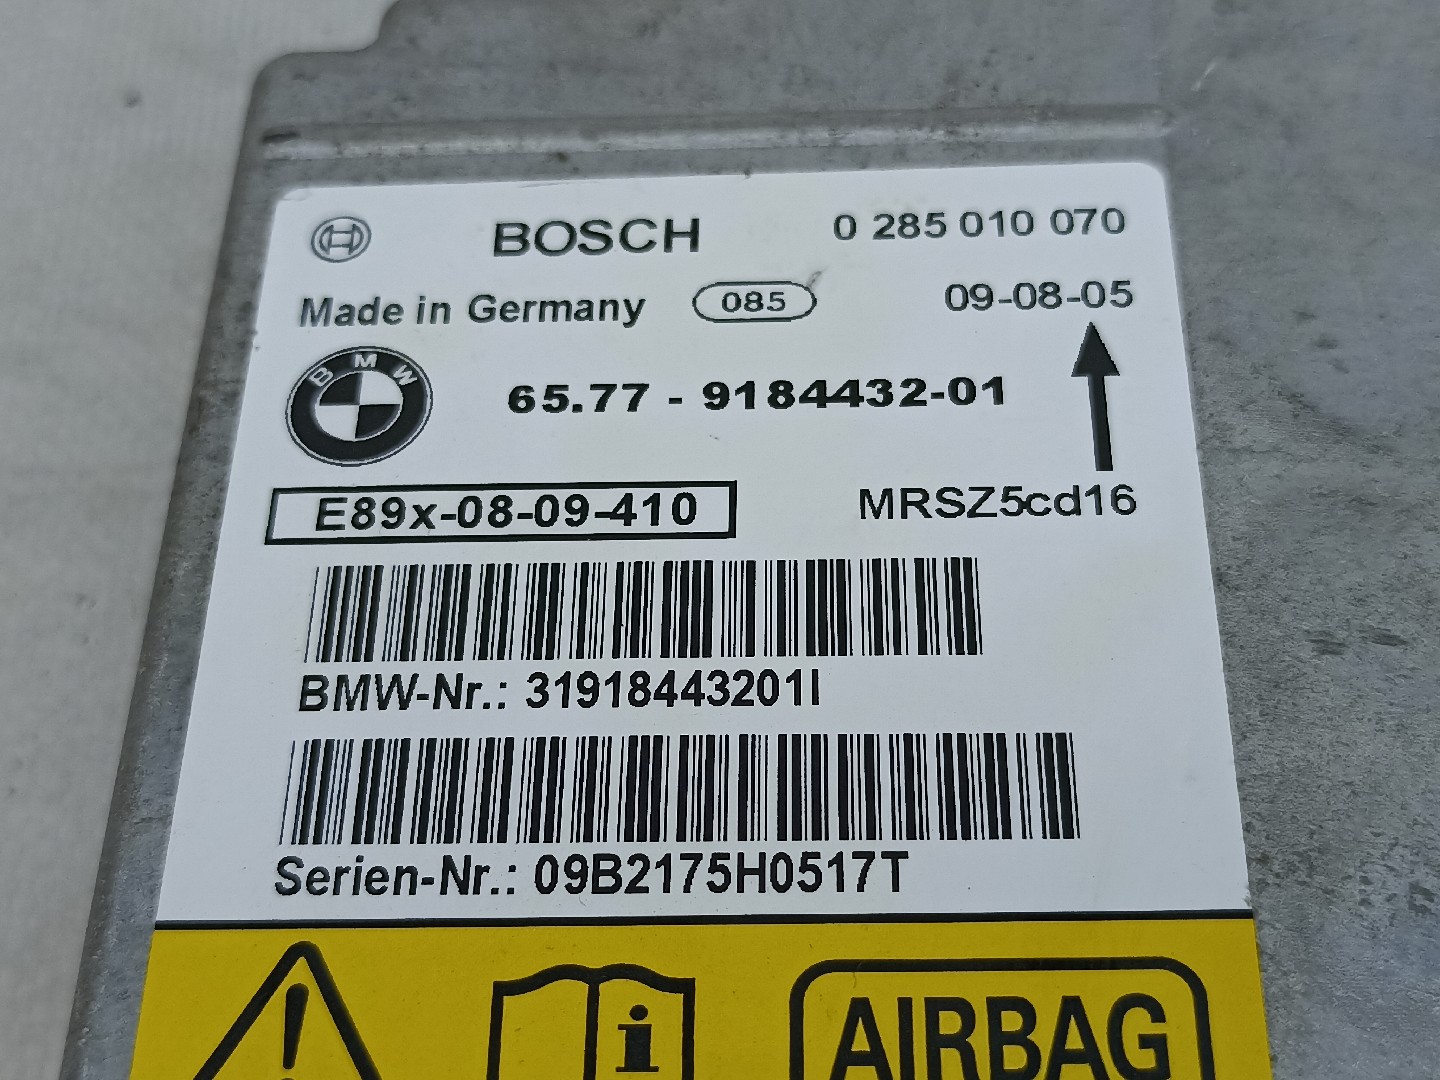 BOSCH 0 285 010 070
Made in Germany 085 09-08-05
BMW 65.77 - 9184432-01
E89x-08-09-410 MRSZ5cd16
BMW-Nr.: 31918443201I
Serien-Nr.: 09B2175H0517T
AIRBAG